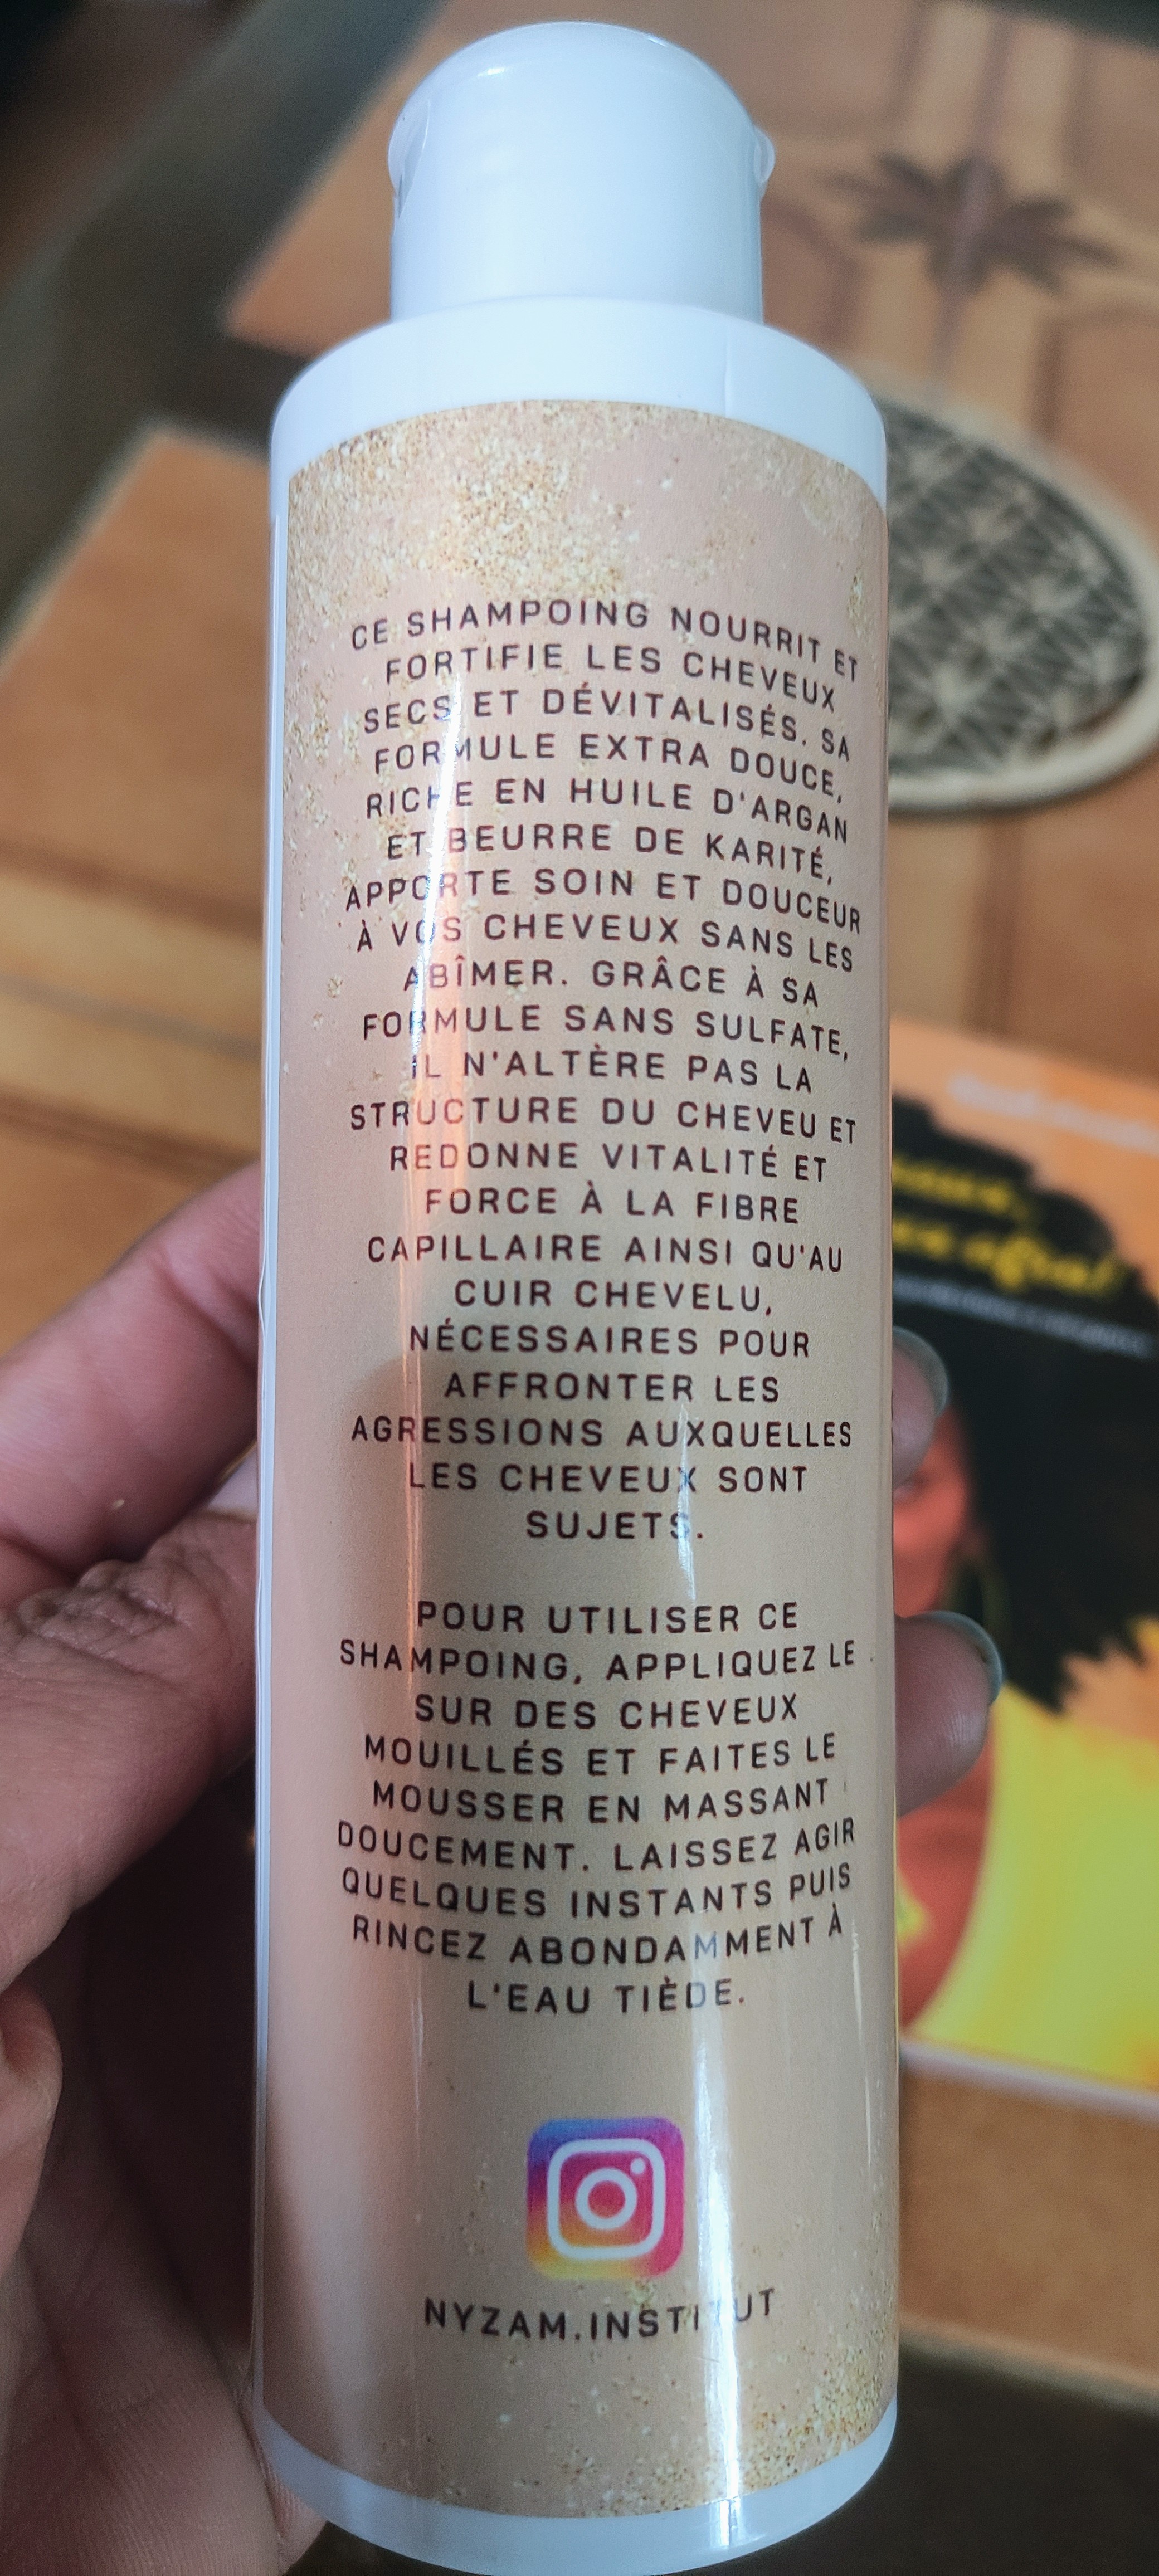 CE SHAMPOING NOURRIT ET
FORTIFIE LES CHEVEUX
SECS ET DÉVITALISÉS. SA
FORMULE EXTRA DOUCE,
RICHE EN HUILE D'ARGAN
ET BEURRE DE KARITÉ,
APPORTE SOIN ET DOUCEUR
À VOS CHEVEUX SANS LES
ABÎMER. GRÂCE À SA
FORMULE SANS SULFATE,
IL N'ALTÈRE PAS LA
STRUCTURE DU CHEVEU ET
REDONNE VITALITÉ ET
FORCE À LA FIBRE
CAPILLAIRE AINSI QU'AU
CUIR CHEVELU,
NÉCESSAIRES POUR
AFFRONTER LES
AGRESSIONS AUXQUELLES
LES CHEVEUX SONT
SUJETS.
POUR UTILISER CE
SHAMPOING, APPLIQUEZ LE
SUR DES CHEVEUX
MOUILLÉS ET FAITES LE
MOUSSER EN MASSANT
DOUCEMENT. LAISSEZ AGIR
QUELQUES INSTANTS PUIS
RINCEZ ABONDAMMENT À
L'EAU TIÈDE.
NYZAM.INSTITUT